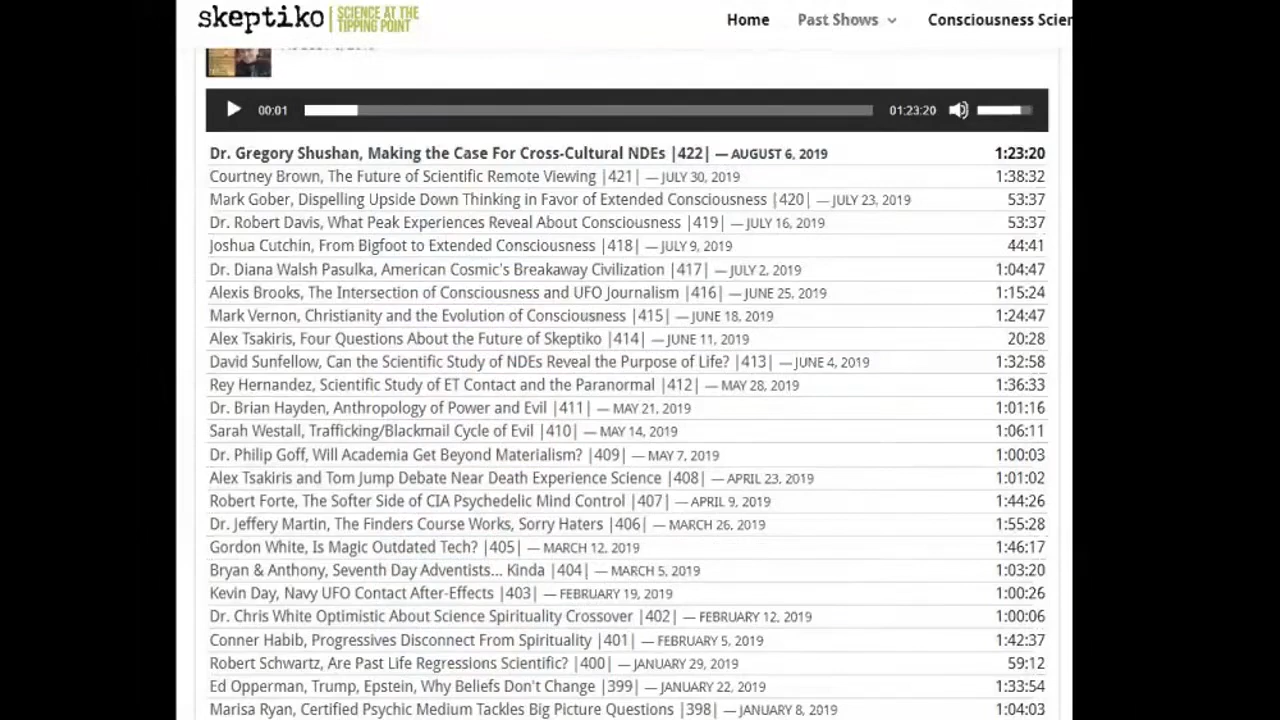 skeptiko | SCIENCE AT THE TIPPING POINT
Home Past Shows Consciousness Scien
00:01 01:23:20
Dr. Gregory Shushan, Making the Case For Cross-Cultural NDEs |422| — AUGUST 6, 2019 1:23:20
Courtney Brown, The Future of Scientific Remote Viewing |421| — JULY 30, 2019 1:38:32
Mark Gober, Dispelling Upside Down Thinking in Favor of Extended Consciousness |420| — JULY 23, 2019 53:37
Dr. Robert Davis, What Peak Experiences Reveal About Consciousness |419| — JULY 16, 2019 53:37
Joshua Cutchin, From Bigfoot to Extended Consciousness |418| — JULY 9, 2019 44:41
Dr. Diana Walsh Pasulka, American Cosmic's Breakaway Civilization |417| — JULY 2, 2019 1:04:47
Alexis Brooks, The Intersection of Consciousness and UFO Journalism |416| — JUNE 25, 2019 1:15:24
Mark Vernon, Christianity and the Evolution of Consciousness |415| — JUNE 18, 2019 1:24:47
Alex Tsakiris, Four Questions About the Future of Skeptiko |414| — JUNE 11, 2019 20:28
David Sunfellow, Can the Scientific Study of NDEs Reveal the Purpose of Life? |413| — JUNE 4, 2019 1:32:58
Rey Hernandez, Scientific Study of ET Contact and the Paranormal |412| — MAY 28, 2019 1:36:33
Dr. Brian Hayden, Anthropology of Power and Evil |411| — MAY 21, 2019 1:01:16
Sarah Westall, Trafficking/Blackmail Cycle of Evil |410| — MAY 14, 2019 1:06:11
Dr. Philip Goff, Will Academia Get Beyond Materialism? |409| — MAY 7, 2019 1:00:03
Alex Tsakiris and Tom Jump Debate Near Death Experience Science |408| — APRIL 23, 2019 1:01:02
Robert Forte, The Softer Side of CIA Psychedelic Mind Control |407| — APRIL 9, 2019 1:44:26
Dr. Jeffery Martin, The Finders Course Works, Sorry Haters |406| — MARCH 26, 2019 1:55:28
Gordon White, Is Magic Outdated Tech? |405| — MARCH 12, 2019 1:46:17
Bryan & Anthony, Seventh Day Adventists... Kinda |404| — MARCH 5, 2019 1:03:20
Kevin Day, Navy UFO Contact After-Effects |403| — FEBRUARY 19, 2019 1:00:26
Dr. Chris White Optimistic About Science Spirituality Crossover |402| — FEBRUARY 12, 2019 1:00:06
Conner Habib, Progressives Disconnect From Spirituality |401| — FEBRUARY 5, 2019 1:42:37
Robert Schwartz, Are Past Life Regressions Scientific? |400| — JANUARY 29, 2019 59:12
Ed Opperman, Trump, Epstein, Why Beliefs Don't Change |399| — JANUARY 22, 2019 1:33:54
Marisa Ryan, Certified Psychic Medium Tackles Big Picture Questions |398| — JANUARY 8, 2019 1:04:03